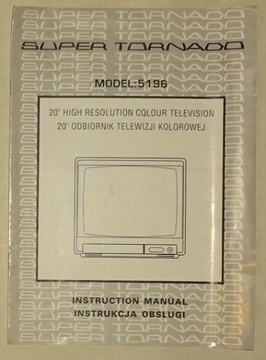 SUPER TORNADO
MODEL:5196
20" HIGH RESOLUTION COLOUR TELEVISION
20" ODBIORNIK TELEWIZJI KOLOROWEJ
INSTRUCTION MANUAL
INSTRUKCJA OBSLUGI